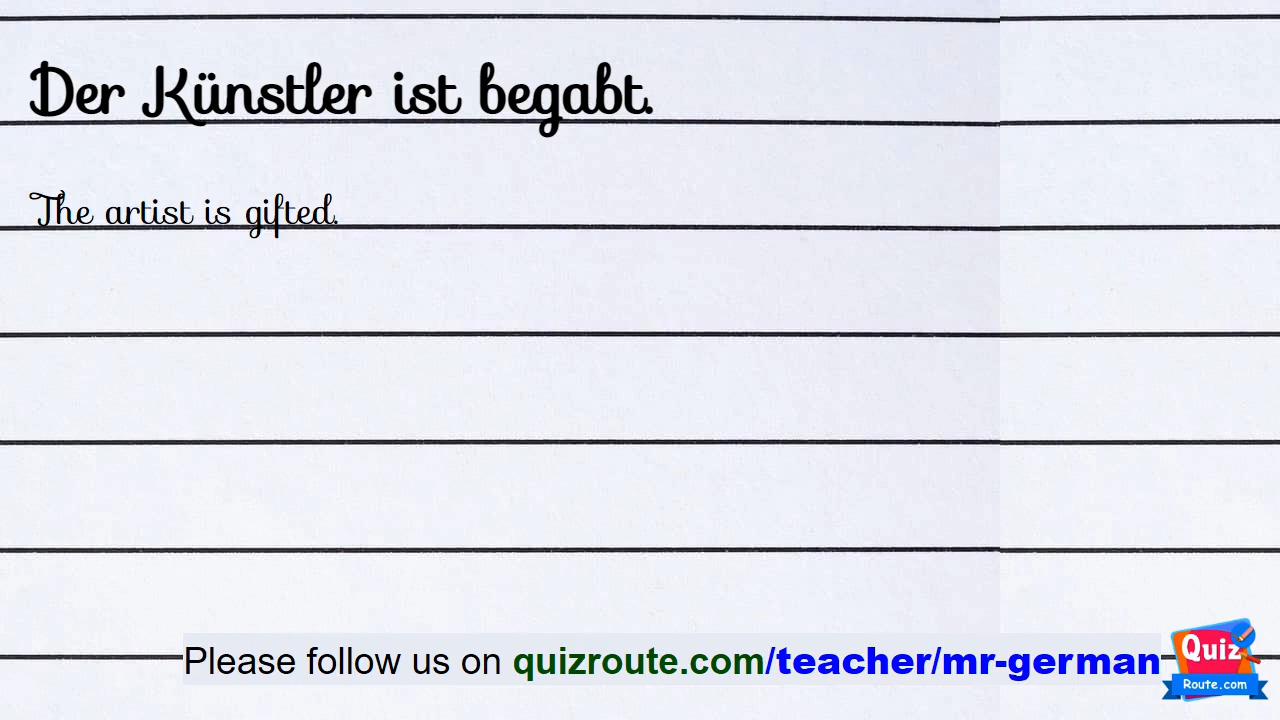 Der Künstler ist begabt.
The artist is gifted.
Please follow us on quizroute.com/teacher/mr-german
Quiz
Route.com